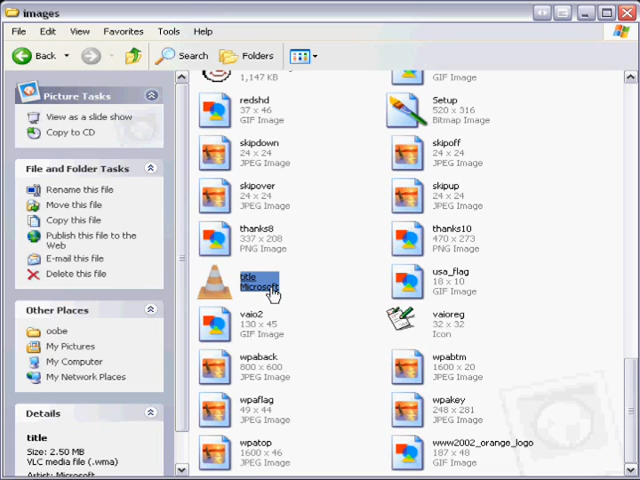 images
File Edit View Favorites Tools Help
Back Search Folders
Picture Tasks
View as a slide show
Copy to CD
File and Folder Tasks
Rename this file
Move this file
Copy this file
Publish this file to the
Web
E-mail this file
Delete this file
Other Places
oobe
My Pictures
My Computer
My Network Places
Details
title
Size: 2.50 MB
VLC media file (.wma)
Artist: Microsoft
1,147 KB
GIF Image
redshd
37 x 46
GIF Image
Setup
520 x 316
Bitmap Image
skipdown
24 x 24
JPEG Image
skipoff
24 x 24
JPEG Image
skipover
24 x 24
JPEG Image
skipup
24 x 24
JPEG Image
thanks8
337 x 208
PNG Image
thanks10
470 x 273
PNG Image
title
Microsoft
usa_flag
18 x 10
GIF Image
vaio2
130 x 45
GIF Image
vaioreg
32 x 32
Icon
wpaback
800 x 600
JPEG Image
wpabtm
1600 x 20
JPEG Image
wpaflag
49 x 44
JPEG Image
wpakey
248 x 281
JPEG Image
wpatop
1600 x 46
JPEG Image
www2002_orange_logo
187 x 48
GIF Image